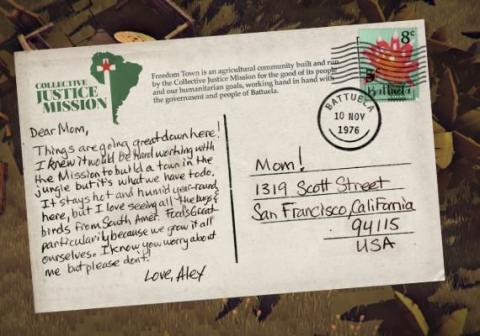 COLLECTIVE
JUSTICE
MISSION
Freedom Town is an agricultural community built and run
by the Collective Justice Mission for the good of its people
and our humanitarian goals, working hand in hand with
the government and people of Battuela.
8¢
Battuela
BATTUELA
10 NOV
1976
Dear Mom,
Things are going great down here!
I knew it would be hard working with
the Mission to build a town in the
jungle but it's what we have to do.
It stays hot and humid year-round
here, but I love seeing all the bugs &
birds from South Amer. Food's Great
particularly because we grow it all
ourselves. I know you worry about
me but please don't!
Love, Alex
Mom!
1319 Scott Street
San Francisco, California
94115
USA